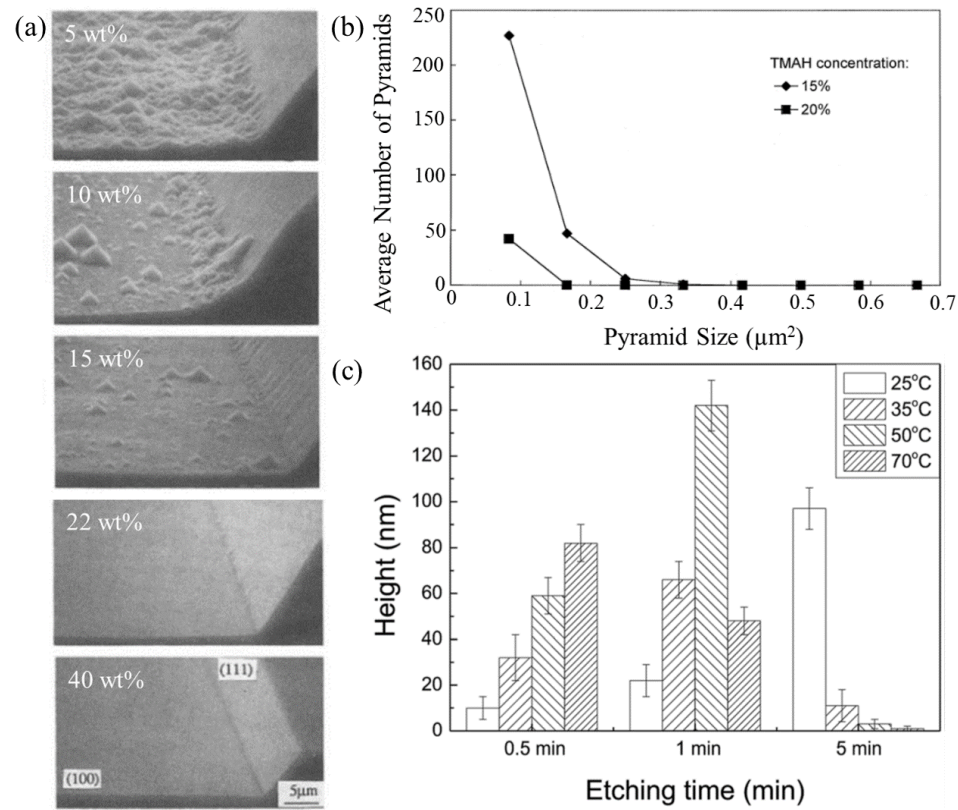 (a)
5 wt%
10 wt%
15 wt%
22 wt%
40 wt%
(111)
(100)
5μm
(b)
Average Number of Pyramids
250
200
150
100
50
0
0 0.1 0.2 0.3 0.4 0.5 0.6 0.7
Pyramid Size (μm²)
TMAH concentration:
15%
20%
(c)
Height (nm)
160
140
120
100
80
60
40
20
0
0.5 min 1 min 5 min
Etching time (min)
25°C
35°C
50°C
70°C